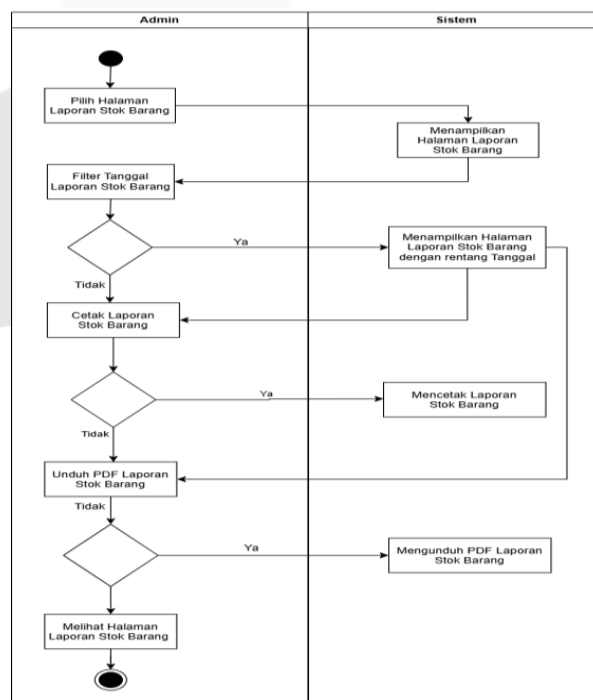 Admin
Sistem
Pilih Halaman
Laporan Stok Barang
Menampilkan
Halaman Laporan
Stok Barang
Filter Tanggal
Laporan Stok Barang
Ya
Menampilkan Halaman
Laporan Stok Barang
dengan rentang Tanggal
Tidak
Cetak Laporan
Stok Barang
Ya
Mencetak Laporan
Stok Barang
Tidak
Unduh PDF Laporan
Stok Barang
Tidak
Ya
Mengunduh PDF Laporan
Stok Barang
Melihat Halaman
Laporan Stok Barang